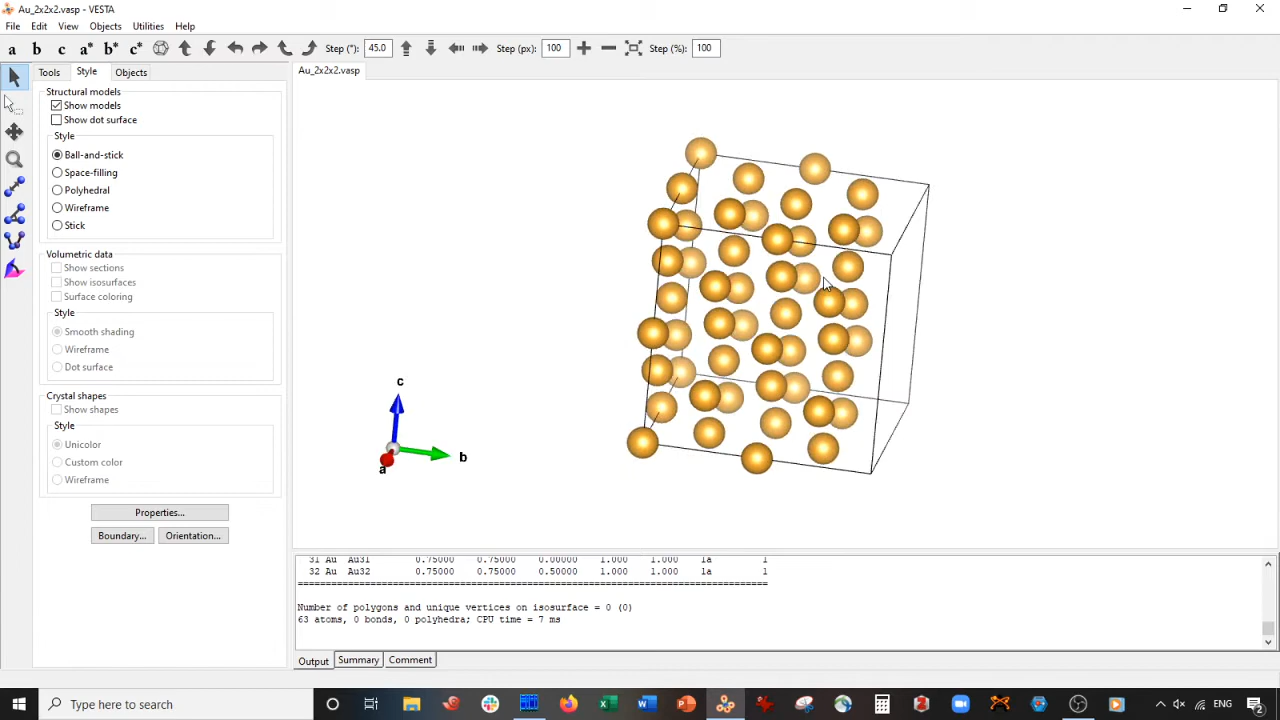 Au_2x2x2.vasp - VESTA
File Edit View Objects Utilities Help
a b c a* b* c* Step (°): 45.0 Step (px): 100 Step (%): 100
Tools Style Objects
Au_2x2x2.vasp
Structural models
Show models
Show dot surface
Style
Ball-and-stick
Space-filling
Polyhedral
Wireframe
Stick
Volumetric data
Show sections
Show isosurfaces
Surface coloring
Style
Smooth shading
Wireframe
Dot surface
Crystal shapes
Show shapes
Style
Unicolor
Custom color
Wireframe
Properties...
Boundary... Orientation...
c
b
a
31 Au Au31 0.75000 0.75000 0.00000 1.000 1.000 1a 1
32 Au Au32 0.75000 0.75000 0.50000 1.000 1.000 1a 1
Number of polygons and unique vertices on isosurface = 0 (0)
63 atoms, 0 bonds, 0 polyhedra; CPU time = 7 ms
Output Summary Comment
Type here to search
ENG